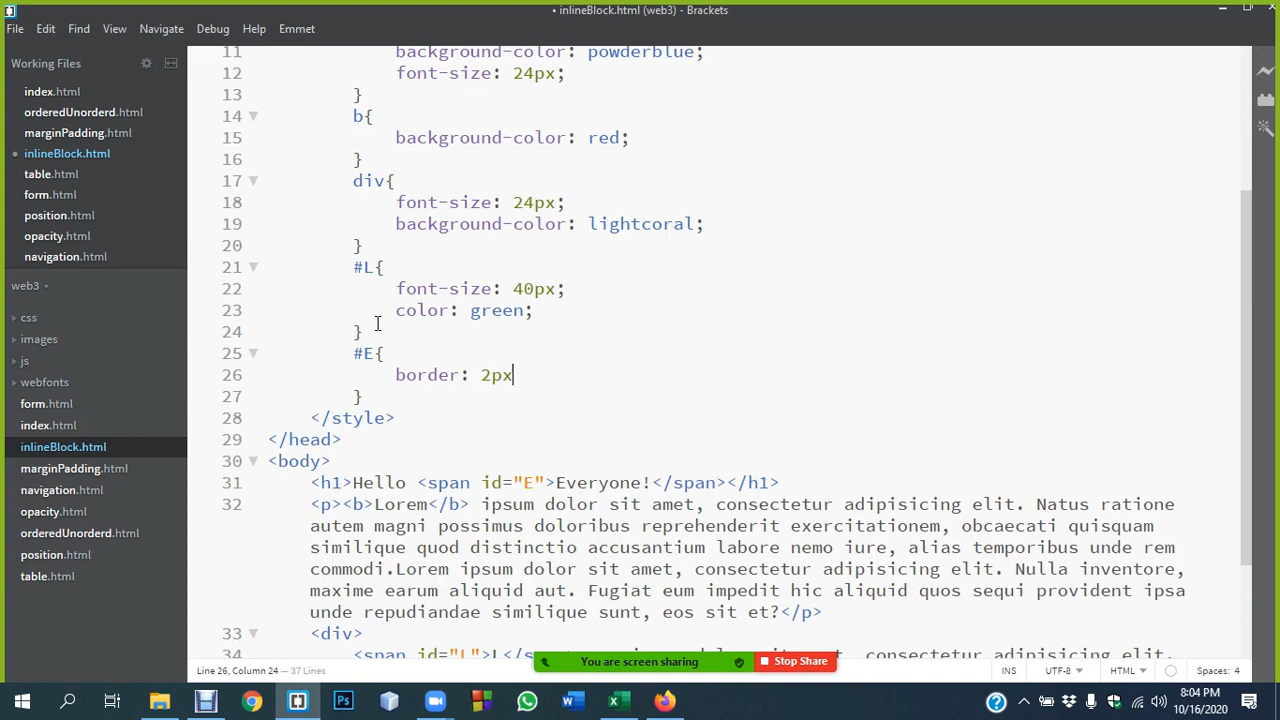 • inlineBlock.html (web3) - Brackets
File Edit Find View Navigate Debug Help Emmet
Working Files
index.html
orderedUnorderd.html
marginPadding.html
• inlineBlock.html
table.html
form.html
position.html
opacity.html
navigation.html
web3
css
images
js
webfonts
form.html
index.html
inlineBlock.html
marginPadding.html
navigation.html
opacity.html
orderedUnorderd.html
position.html
table.html
11 background-color: powderblue;
12 font-size: 24px;
13 }
14 b{
15 background-color: red;
16 }
17 div{
18 font-size: 24px;
19 background-color: lightcoral;
20 }
21 #L{
22 font-size: 40px;
23 color: green;
24 }
25 #E{
26 border: 2px
27 }
28 </style>
29 </head>
30 <body>
31 <h1>Hello <span id="E">Everyone!</span></h1>
32 <p><b>Lorem</b> ipsum dolor sit amet, consectetur adipisicing elit. Natus ratione
autem magni possimus doloribus reprehenderit exercitationem, obcaecati quisquam
similique quod distinctio accusantium labore nemo iure, alias temporibus unde rem
commodi.Lorem ipsum dolor sit amet, consectetur adipisicing elit. Nulla inventore,
maxime earum aliquid aut. Fugiat eum impedit hic aliquid quos sequi provident ipsa
unde repudiandae similique sunt, eos sit et?</p>
33 <div>
34 <span id="L">L</s
consectetur adipisicing elit.
You are screen sharing
Stop Share
Line 26, Column 24 — 37 Lines
INS UTF-8 HTML Spaces: 4
8:04 PM
10/16/2020